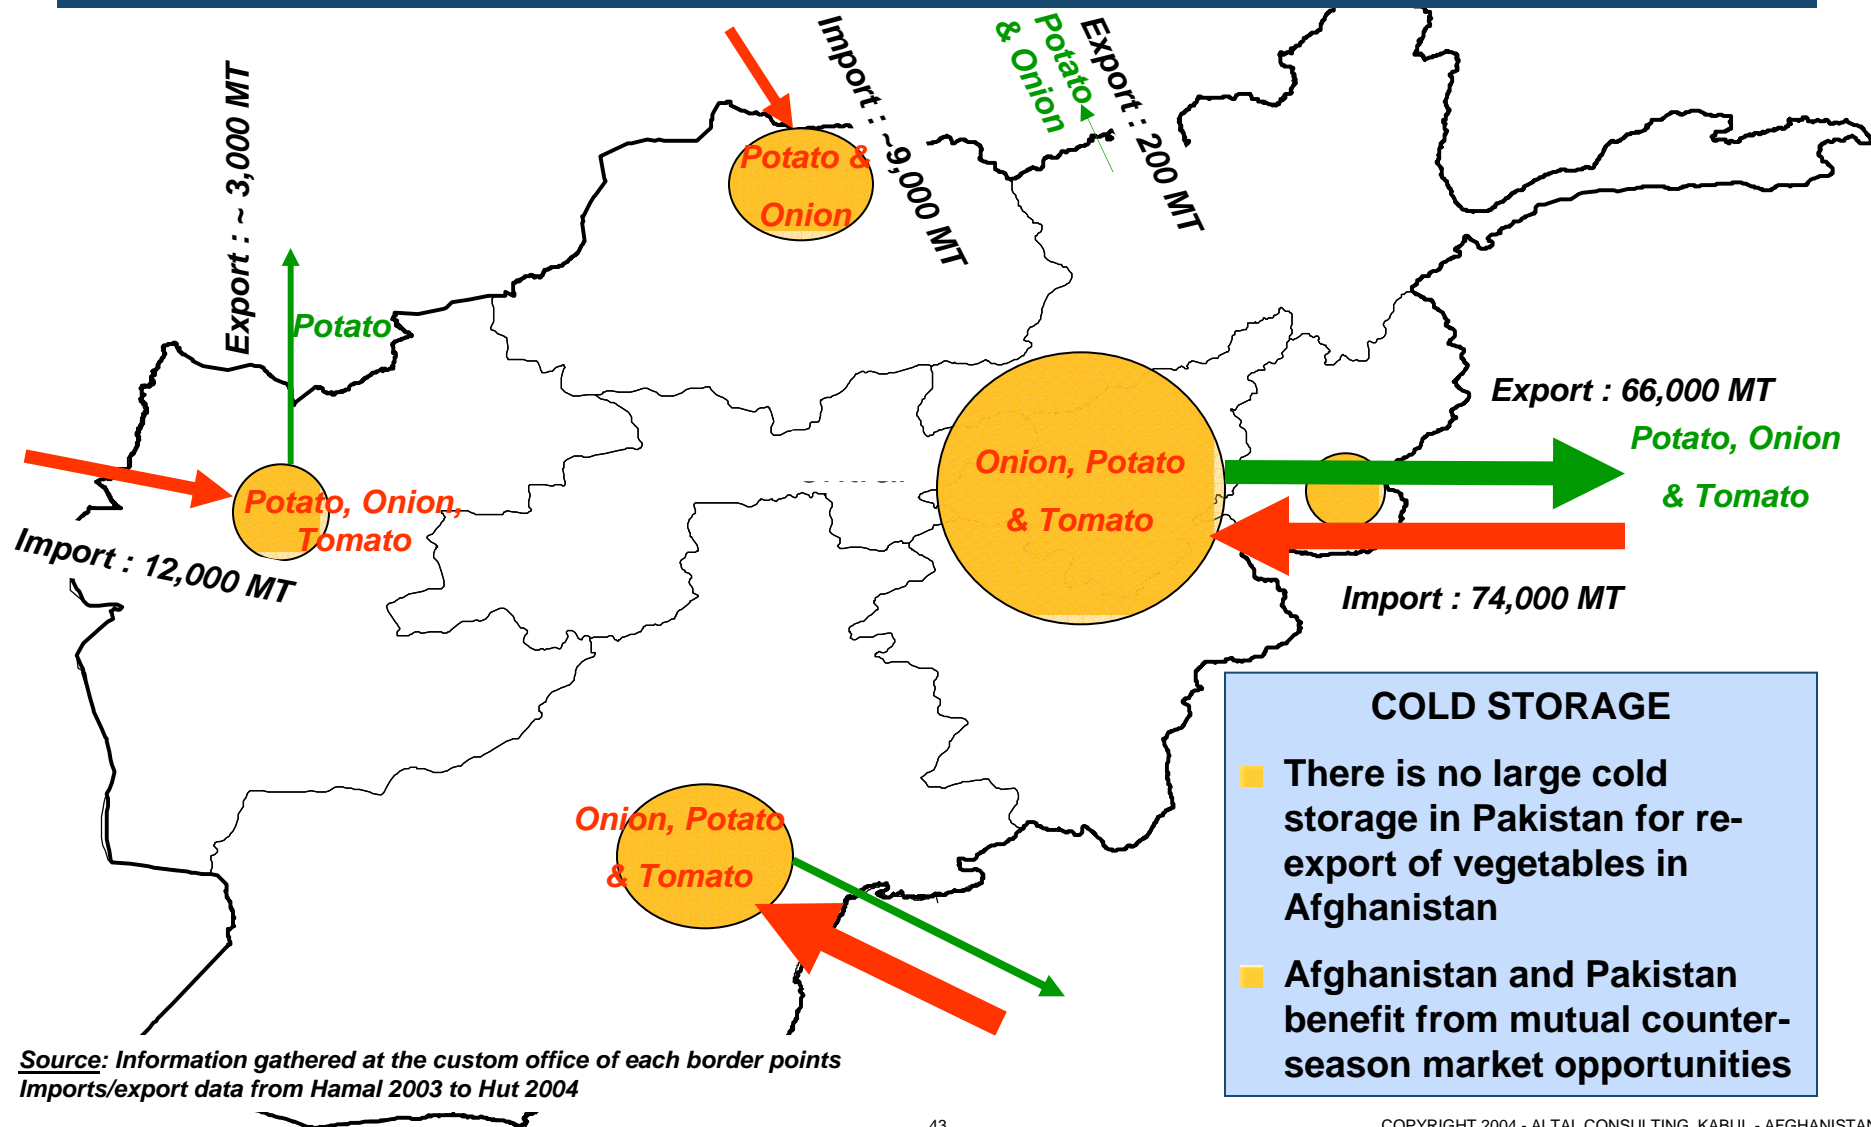 Export : ~ 3,000 MT
Potato
Import : ~9,000 MT
Potato &
Onion
Potato
& Onion
Export : 200 MT
Potato, Onion,
Tomato
Import : 12,000 MT
Onion, Potato
& Tomato
Export : 66,000 MT
Potato, Onion
& Tomato
Import : 74,000 MT
Onion, Potato
& Tomato
COLD STORAGE
There is no large cold
storage in Pakistan for re-
export of vegetables in
Afghanistan
Afghanistan and Pakistan
benefit from mutual counter-
season market opportunities
Source: Information gathered at the custom office of each border points
Imports/export data from Hamal 2003 to Hut 2004
43
COPYRIGHT 2004 - ALTAI CONSULTING, KABUL - AFGHANISTAN